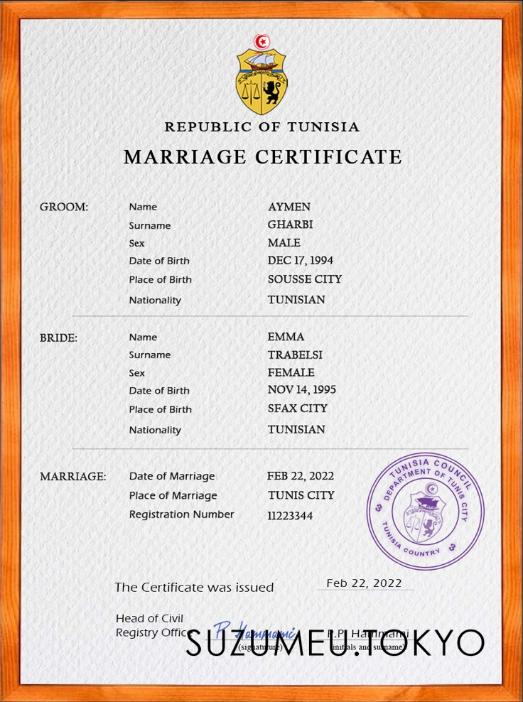 REPUBLIC OF TUNISIA
MARRIAGE CERTIFICATE
GROOM: Name AYMEN
Surname GHARBI
Sex MALE
Date of Birth DEC 17, 1994
Place of Birth SOUSSE CITY
Nationality TUNISIAN
BRIDE: Name EMMA
Surname TRABELSI
Sex FEMALE
Date of Birth NOV 14, 1995
Place of Birth SFAX CITY
Nationality TUNISIAN
MARRIAGE: Date of Marriage FEB 22, 2022
Place of Marriage TUNIS CITY
Registration Number 11223344
TUNISIA COUNCIL
DEPARTMENT OF TUNIS CITY
TUNISIA COUNTRY
The Certificate was issued Feb 22, 2022
Head of Civil
Registry Office P. Hammami P.P. Hammami
(signature) (initials and surname)
SUZUMEU.TOKYO